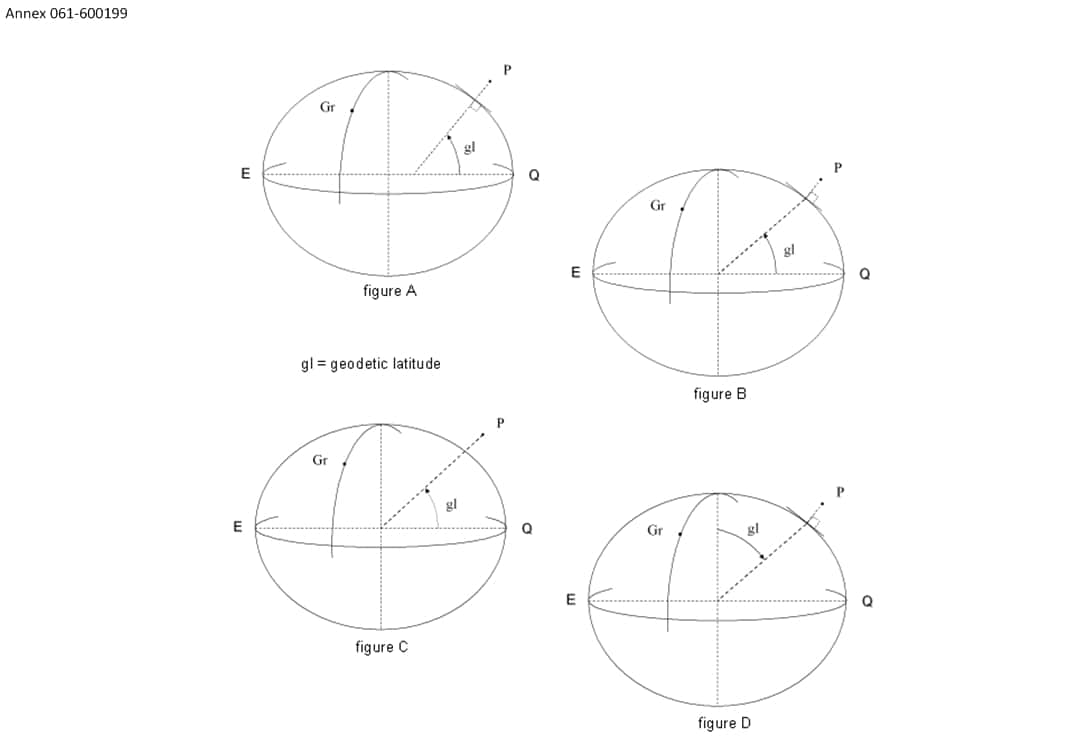 Annex 061-600199
P
Gr
gl
E
Q
figure A
P
Gr
gl
E
Q
figure B
gl = geodetic latitude
P
Gr
gl
E
Q
figure C
P
Gr
gl
E
Q
figure D